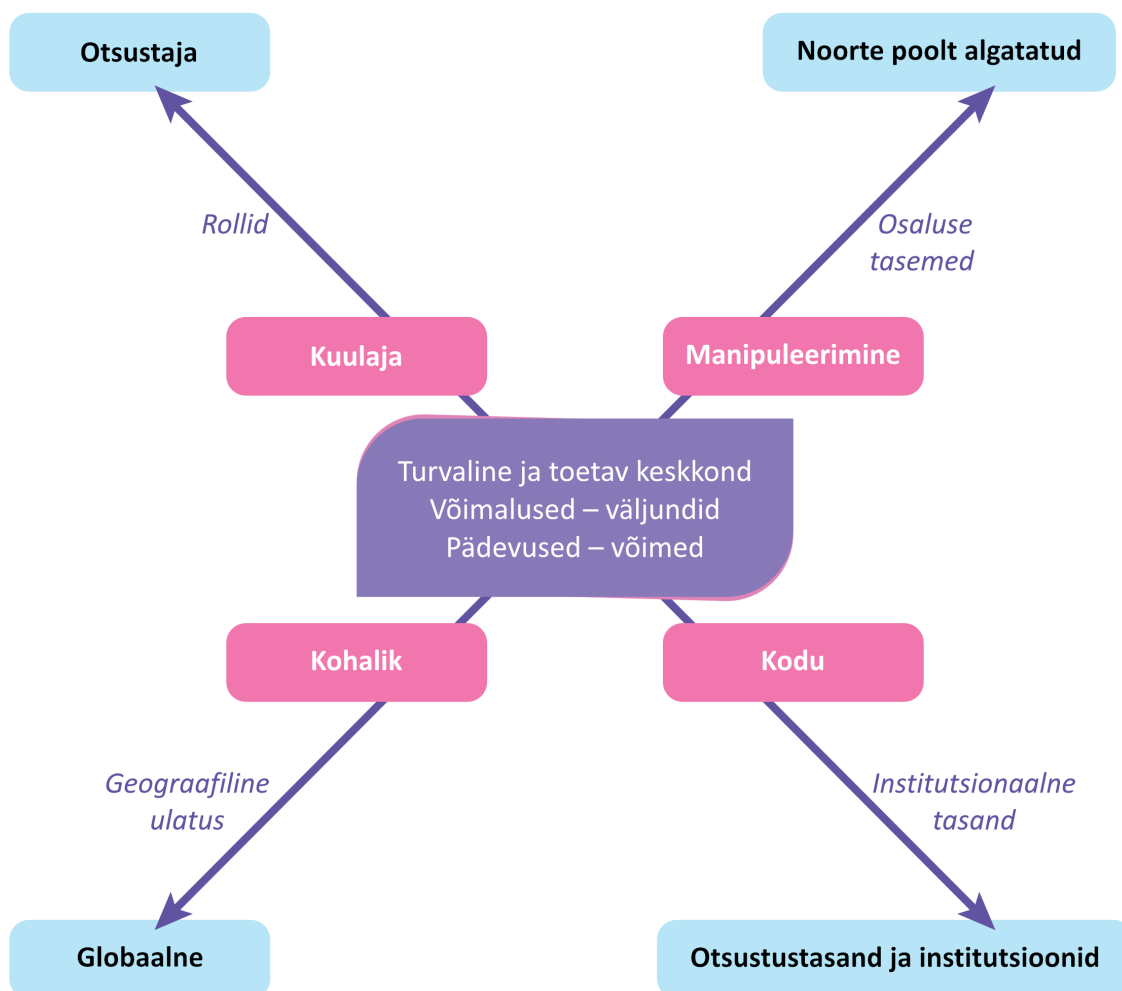 Otsustaja
Noorte poolt algatatud
Rollid
Osaluse
tasemed
Kuulaja
Manipuleerimine
Turvaline ja toetav keskkond
Võimalused – väljundid
Pädevused – võimed
Kohalik
Kodu
Geograafiline
ulatus
Institutsionaalne
tasand
Globaalne
Otsustustasand ja institutsioonid